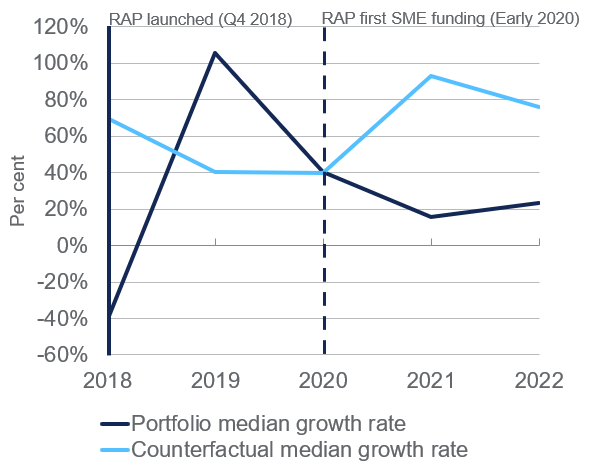 RAP launched (Q4 2018)
RAP first SME funding (Early 2020)
120%
100%
80%
60%
40%
20%
0%
-20%
-40%
-60%
Per cent
2018 2019 2020 2021 2022
Portfolio median growth rate
Counterfactual median growth rate